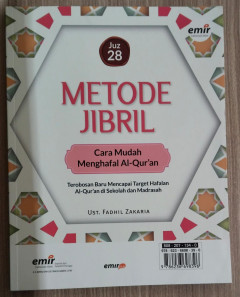 Juz
28
emir
METODE
JIBRIL
Cara Mudah
Menghafal Al-Qur'an
Terobosan Baru Mencapai Target Hafalan
Al-Qur'an di Sekolah dan Madrasah
UST. FADHIL ZAKARIA
emir
emir